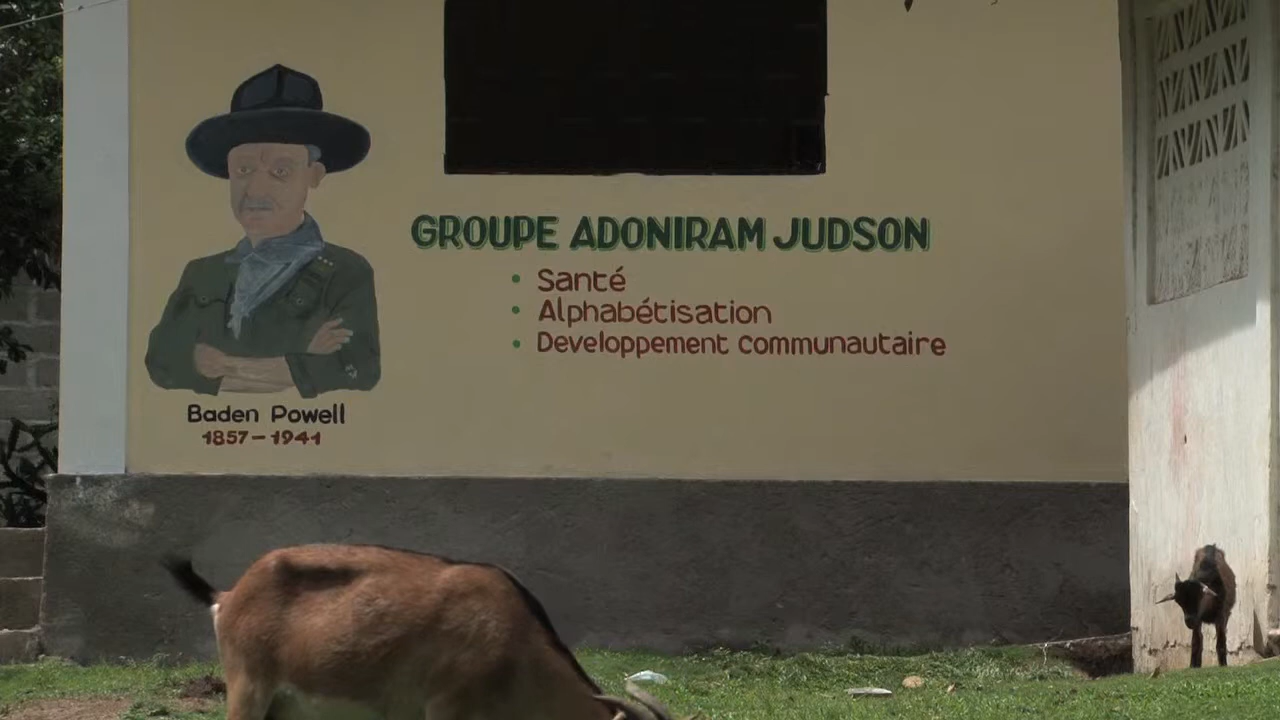 GROUPE ADONIRAM JUDSON
• Santé
• Alphabétisation
• Developpement communautaire
Baden Powell
1857-1941